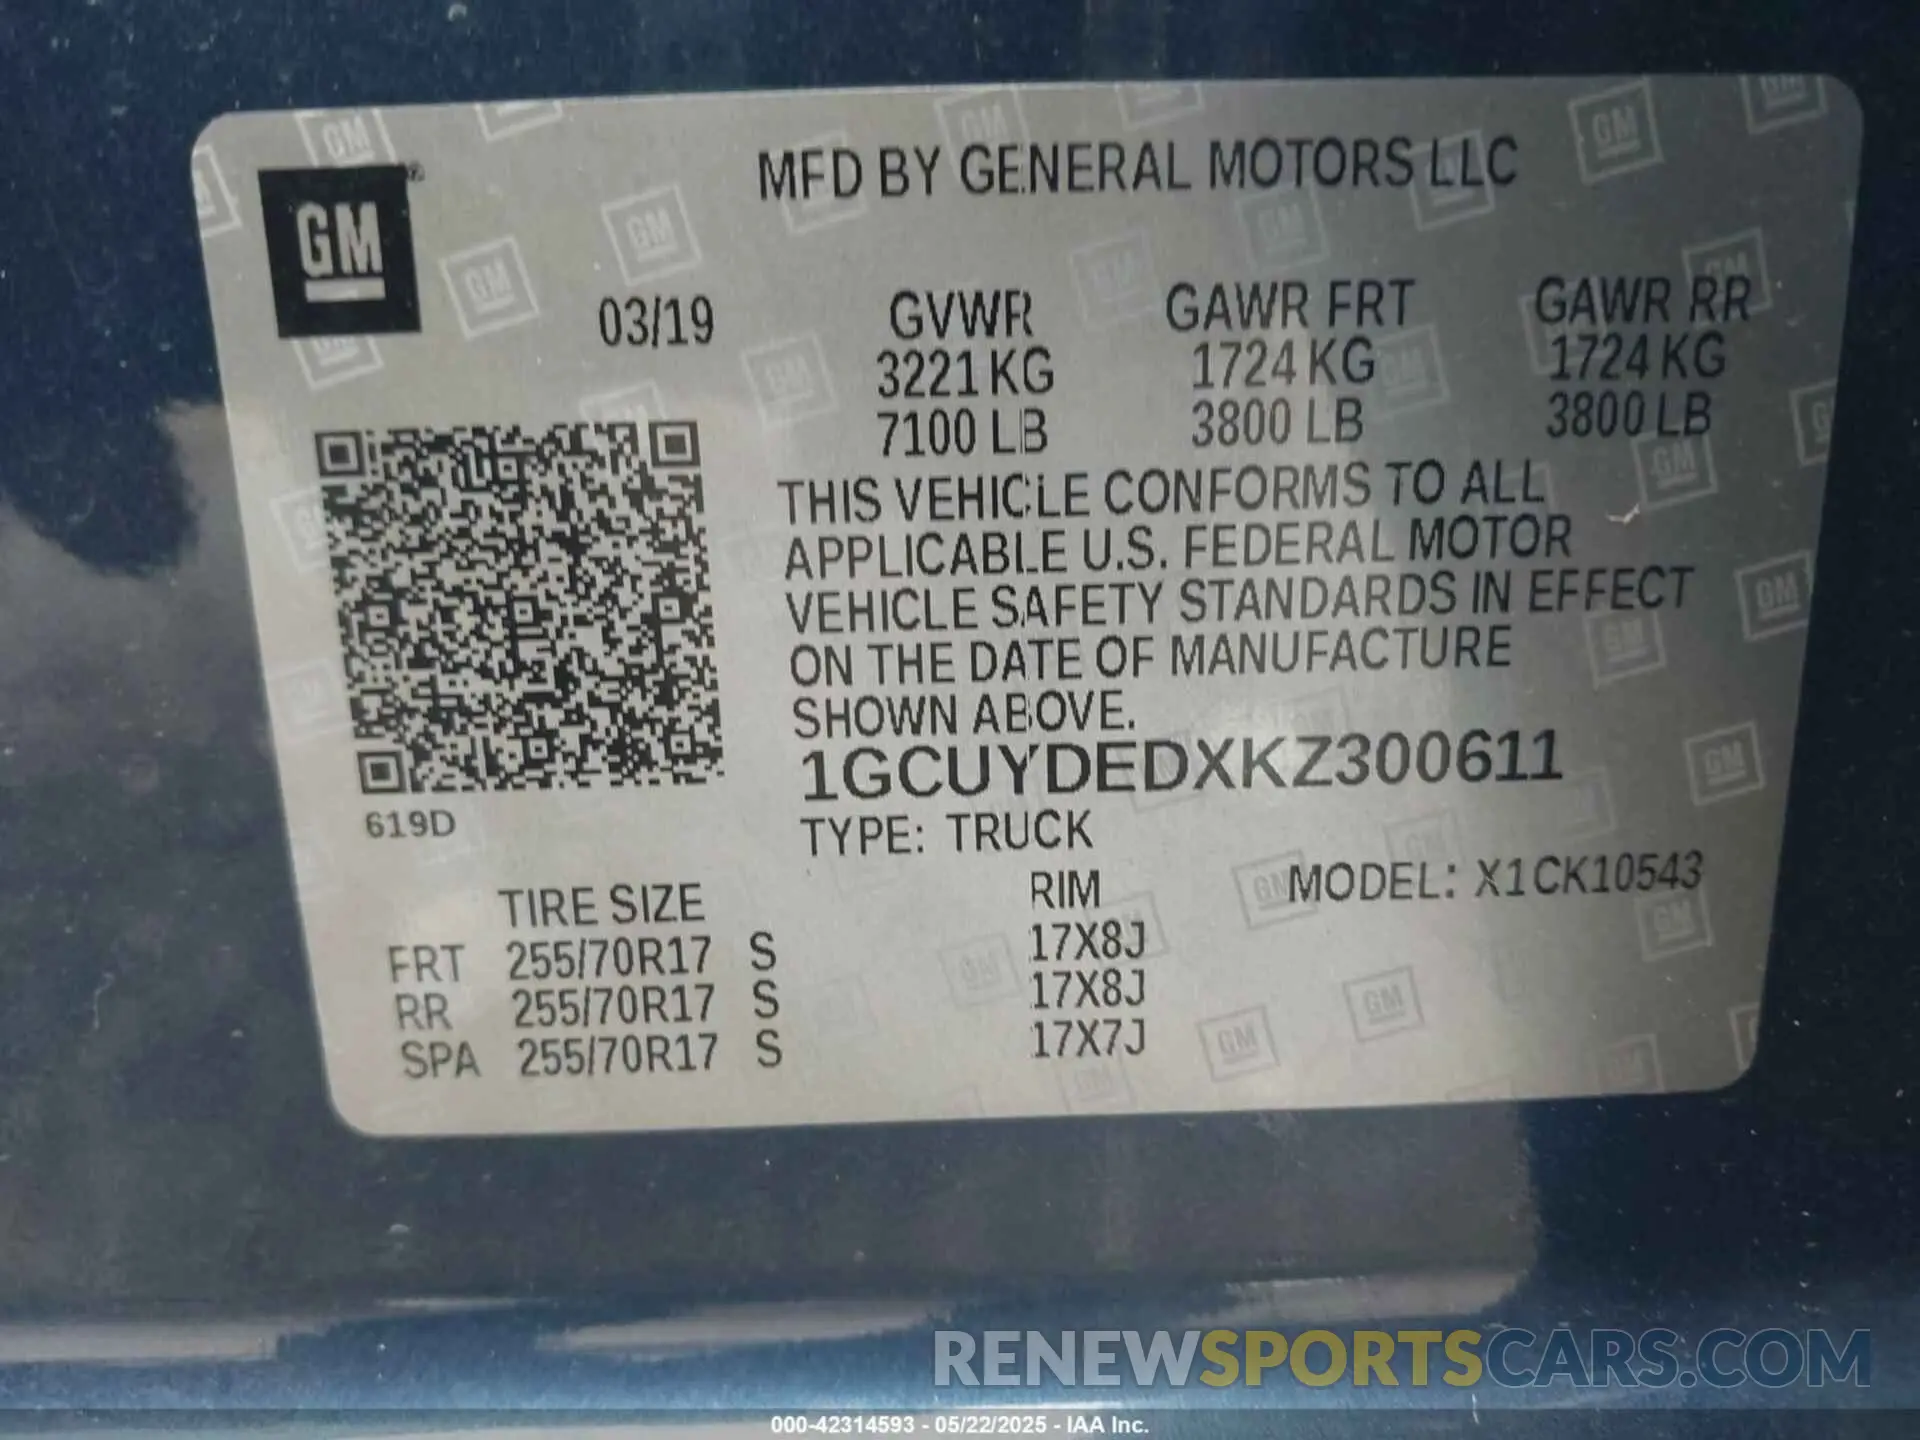 MFD BY GENERAL MOTORS LLC
GM
03/19
GVWR GAWR FRT GAWR RR
3221 KG 1724 KG 1724 KG
7100 LB 3800 LB 3800 LB
THIS VEHICLE CONFORMS TO ALL
APPLICABLE U.S. FEDERAL MOTOR
VEHICLE SAFETY STANDARDS IN EFFECT
ON THE DATE OF MANUFACTURE
SHOWN ABOVE.
1GCUYDEDXKZ300611
619D
TYPE: TRUCK
TIRE SIZE RIM MODEL: X1CK10543
FRT 255/70R17 S 17X8J
RR 255/70R17 S 17X8J
SPA 255/70R17 S 17X7J
RENEWSPORTSCARS.COM
000-42314593 - 05/22/2025 - IAA Inc.